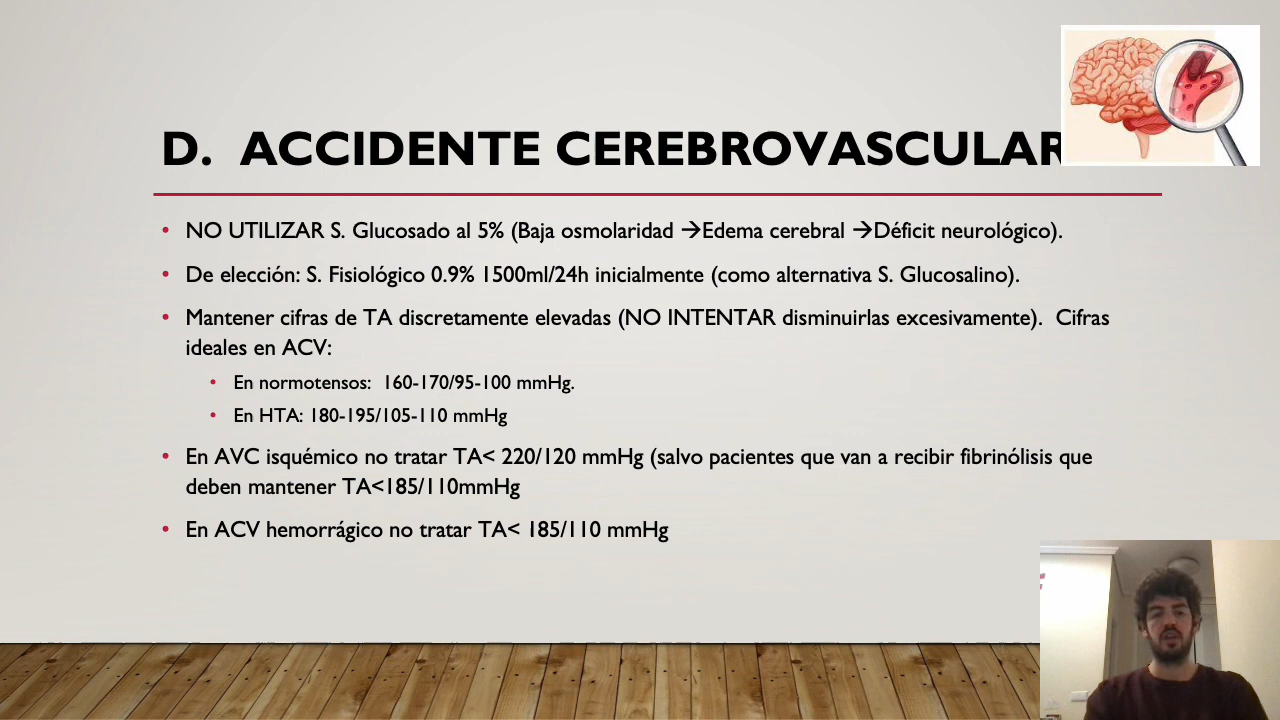 D. ACCIDENTE CEREBROVASCULAR
• NO UTILIZAR S. Glucosado al 5% (Baja osmolaridad →Edema cerebral →Déficit neurológico).
• De elección: S. Fisiológico 0.9% 1500ml/24h inicialmente (como alternativa S. Glucosalino).
• Mantener cifras de TA discretamente elevadas (NO INTENTAR disminuirlas excesivamente). Cifras
ideales en ACV:
• En normotensos: 160-170/95-100 mmHg.
• En HTA: 180-195/105-110 mmHg
• En AVC isquémico no tratar TA< 220/120 mmHg (salvo pacientes que van a recibir fibrinólisis que
deben mantener TA<185/110mmHg
• En ACV hemorrágico no tratar TA< 185/110 mmHg